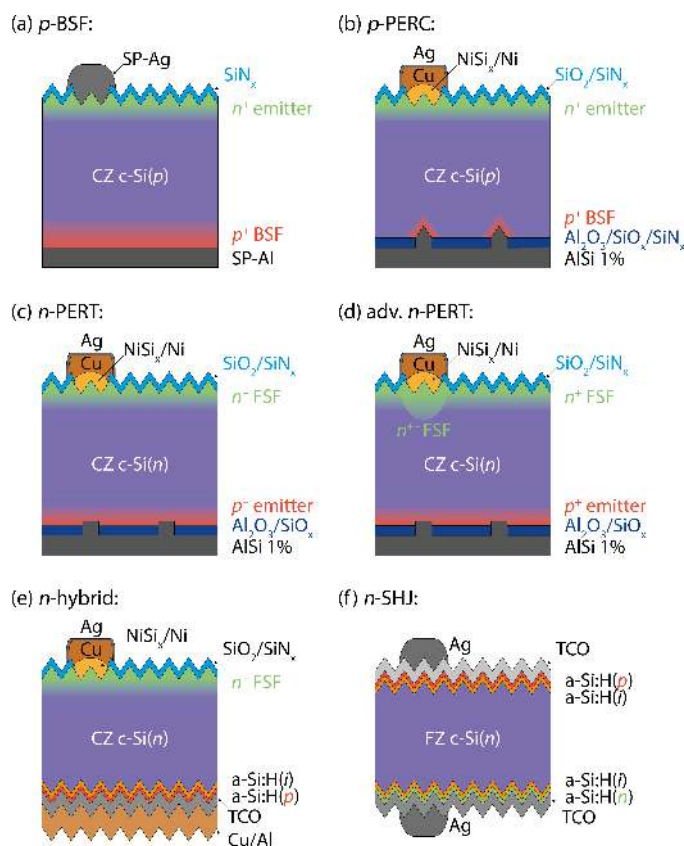 (a) p-BSF:
SP-Ag
SiNₓ
n⁺ emitter
CZ c-Si(p)
p⁺ BSF
SP-Al
(b) p-PERC:
Ag
Cu
NiSiₓ/Ni
SiO₂/SiNₓ
n⁺ emitter
CZ c-Si(p)
p⁺ BSF
Al₂O₃/SiOₓ/SiNₓ
AlSi 1%
(c) n-PERT:
Ag
Cu
NiSiₓ/Ni
SiO₂/SiNₓ
n⁺ FSF
CZ c-Si(n)
p⁺ emitter
Al₂O₃/SiOₓ
AlSi 1%
(d) adv. n-PERT:
Ag
Cu
NiSiₓ/Ni
SiO₂/SiNₓ
n⁺ FSF
n⁺⁺ FSF
CZ c-Si(n)
p⁺ emitter
Al₂O₃/SiOₓ
AlSi 1%
(e) n-hybrid:
Ag
Cu
NiSiₓ/Ni
SiO₂/SiNₓ
n⁺ FSF
CZ c-Si(n)
a-Si:H(i)
a-Si:H(p)
TCO
Cu/Al
(f) n-SHJ:
Ag
TCO
a-Si:H(p)
a-Si:H(i)
FZ c-Si(n)
a-Si:H(i)
a-Si:H(n)
TCO
Ag